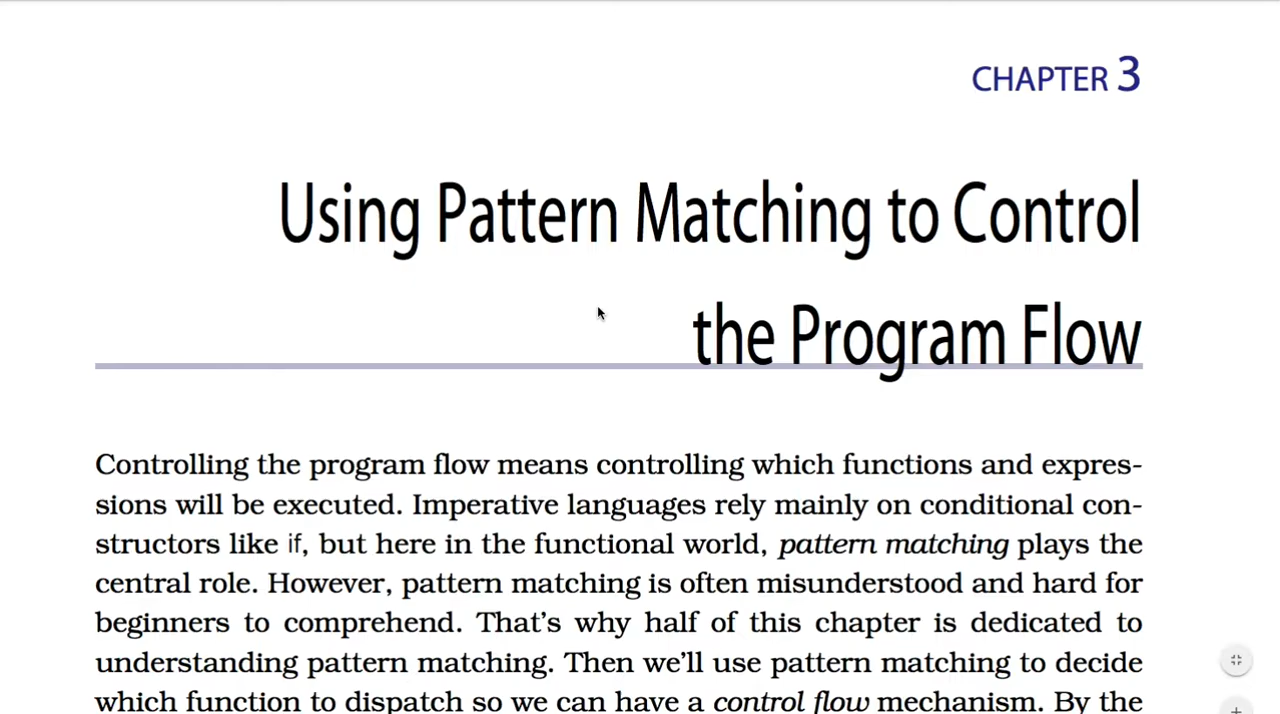 CHAPTER 3
Using Pattern Matching to Control
the Program Flow
Controlling the program flow means controlling which functions and expres-
sions will be executed. Imperative languages rely mainly on conditional con-
structors like if, but here in the functional world, pattern matching plays the
central role. However, pattern matching is often misunderstood and hard for
beginners to comprehend. That’s why half of this chapter is dedicated to
understanding pattern matching. Then we’ll use pattern matching to decide
which function to dispatch so we can have a control flow mechanism. By the